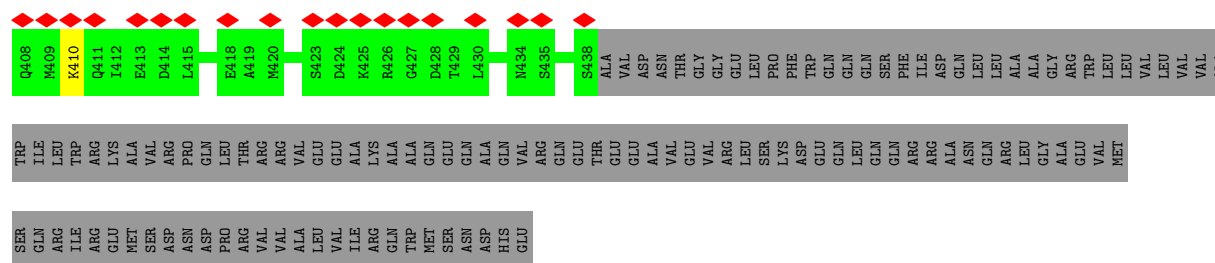 Q408 M409 K410 Q411 I412 E413 D414 L415 E418 A419 M420 S423 D424 K425 R426 G427 D428 T429 L430 N434 S435 S438 ALA VAL ASP ASN THR GLY GLY GLU LEU PRO PHE TRP GLN GLN GLN SER PHE ILE ASP GLN LEU LEU ALA ALA GLY ARG TRP LEU LEU VAL LEU VAL VAL
TRP ILE LEU TRP ARG LYS ALA VAL ARG PRO GLN LEU THR ARG ARG VAL GLU GLU ALA LYS ALA ALA GLN GLU GLN ALA GLN VAL ARG GLN GLU THR GLU GLU ALA VAL GLU VAL ARG LEU SER LYS ASP GLU GLN LEU GLN GLN ARG ARG ALA ASN GLN ARG LEU GLY ALA GLU VAL MET
SER GLN ARG ILE ARG GLU MET SER ASP ASN ASP PRO ARG VAL VAL ALA LEU VAL ILE ARG GLN TRP MET SER ASN ASP HIS GLU